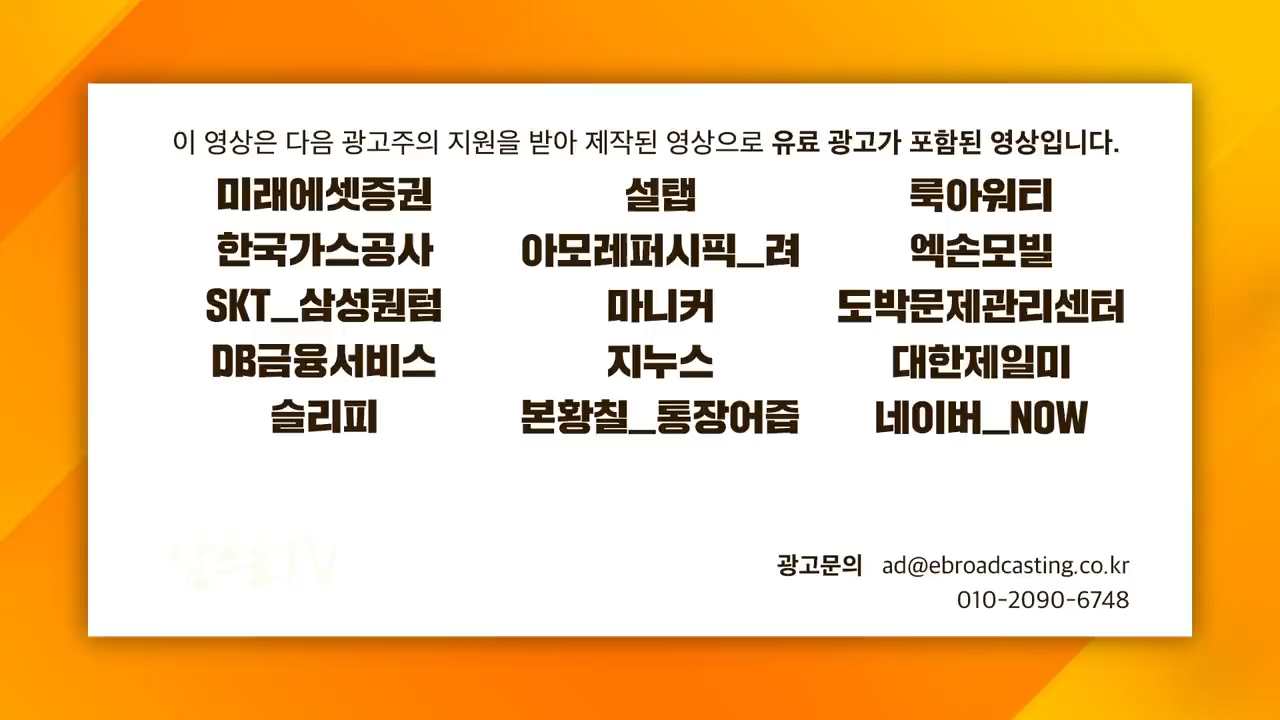 이 영상은 다음 광고주의 지원을 받아 제작된 영상으로 유료 광고가 포함된 영상입니다.
미래에셋증권 설탭 룩아워티
한국가스공사 아모레퍼시픽_려 엑손모빌
SKT_삼성퀀텀 마니커 도박문제관리센터
DB금융서비스 지누스 대한제일미
슬리피 본황칠_통장어즙 네이버_NOW
광고문의 ad@ebroadcasting.co.kr
010-2090-6748